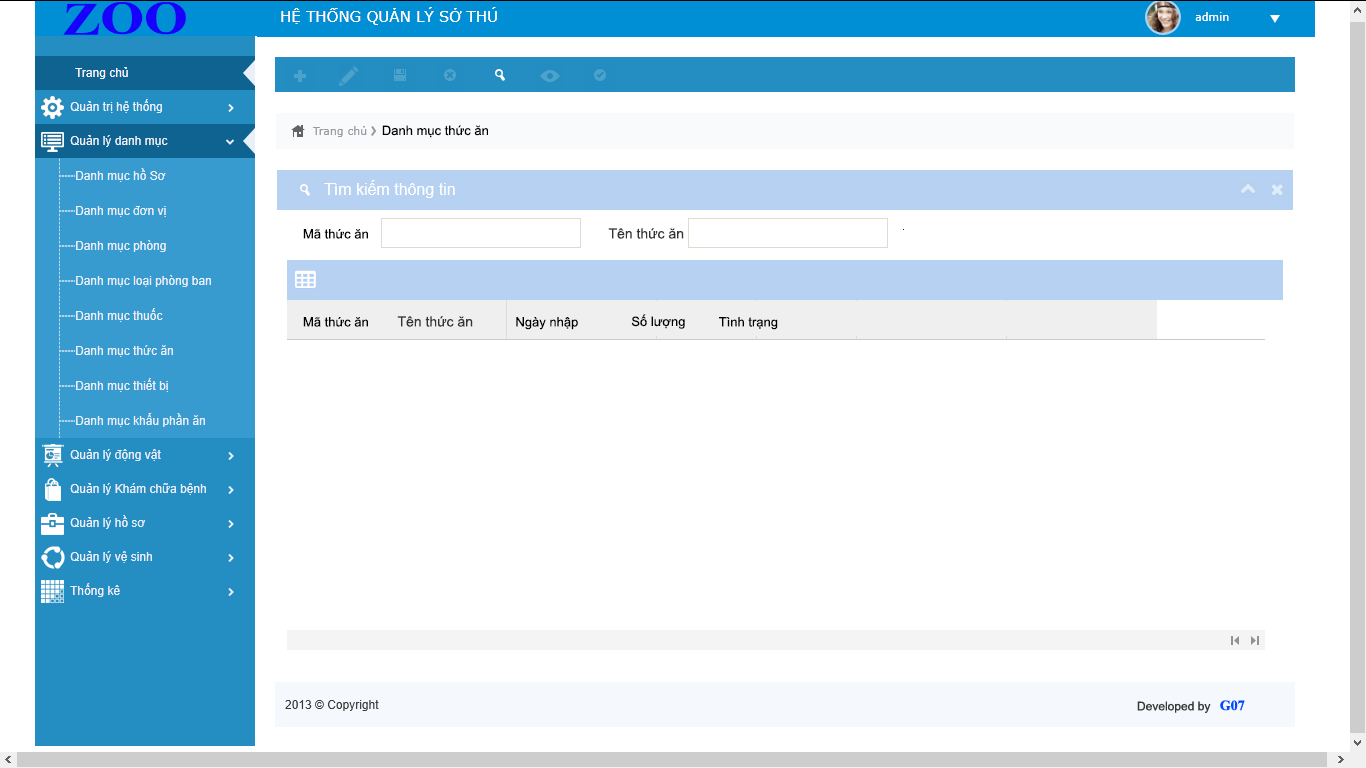 ZOO
HỆ THỐNG QUẢN LÝ SỞ THÚ
admin
Trang chủ
Quản trị hệ thống
Quản lý danh mục
Danh mục hồ Sơ
Danh mục đơn vị
Danh mục phòng
Danh mục loại phòng ban
Danh mục thuốc
Danh mục thức ăn
Danh mục thiết bị
Danh mục khẩu phần ăn
Quản lý động vật
Quản lý Khám chữa bệnh
Quản lý hồ sơ
Quản lý vệ sinh
Thống kê
Trang chủ Danh mục thức ăn
Tìm kiếm thông tin
Mã thức ăn Tên thức ăn
Mã thức ăn Tên thức ăn Ngày nhập Số lượng Tình trạng
2013 © Copyright
Developed by G07